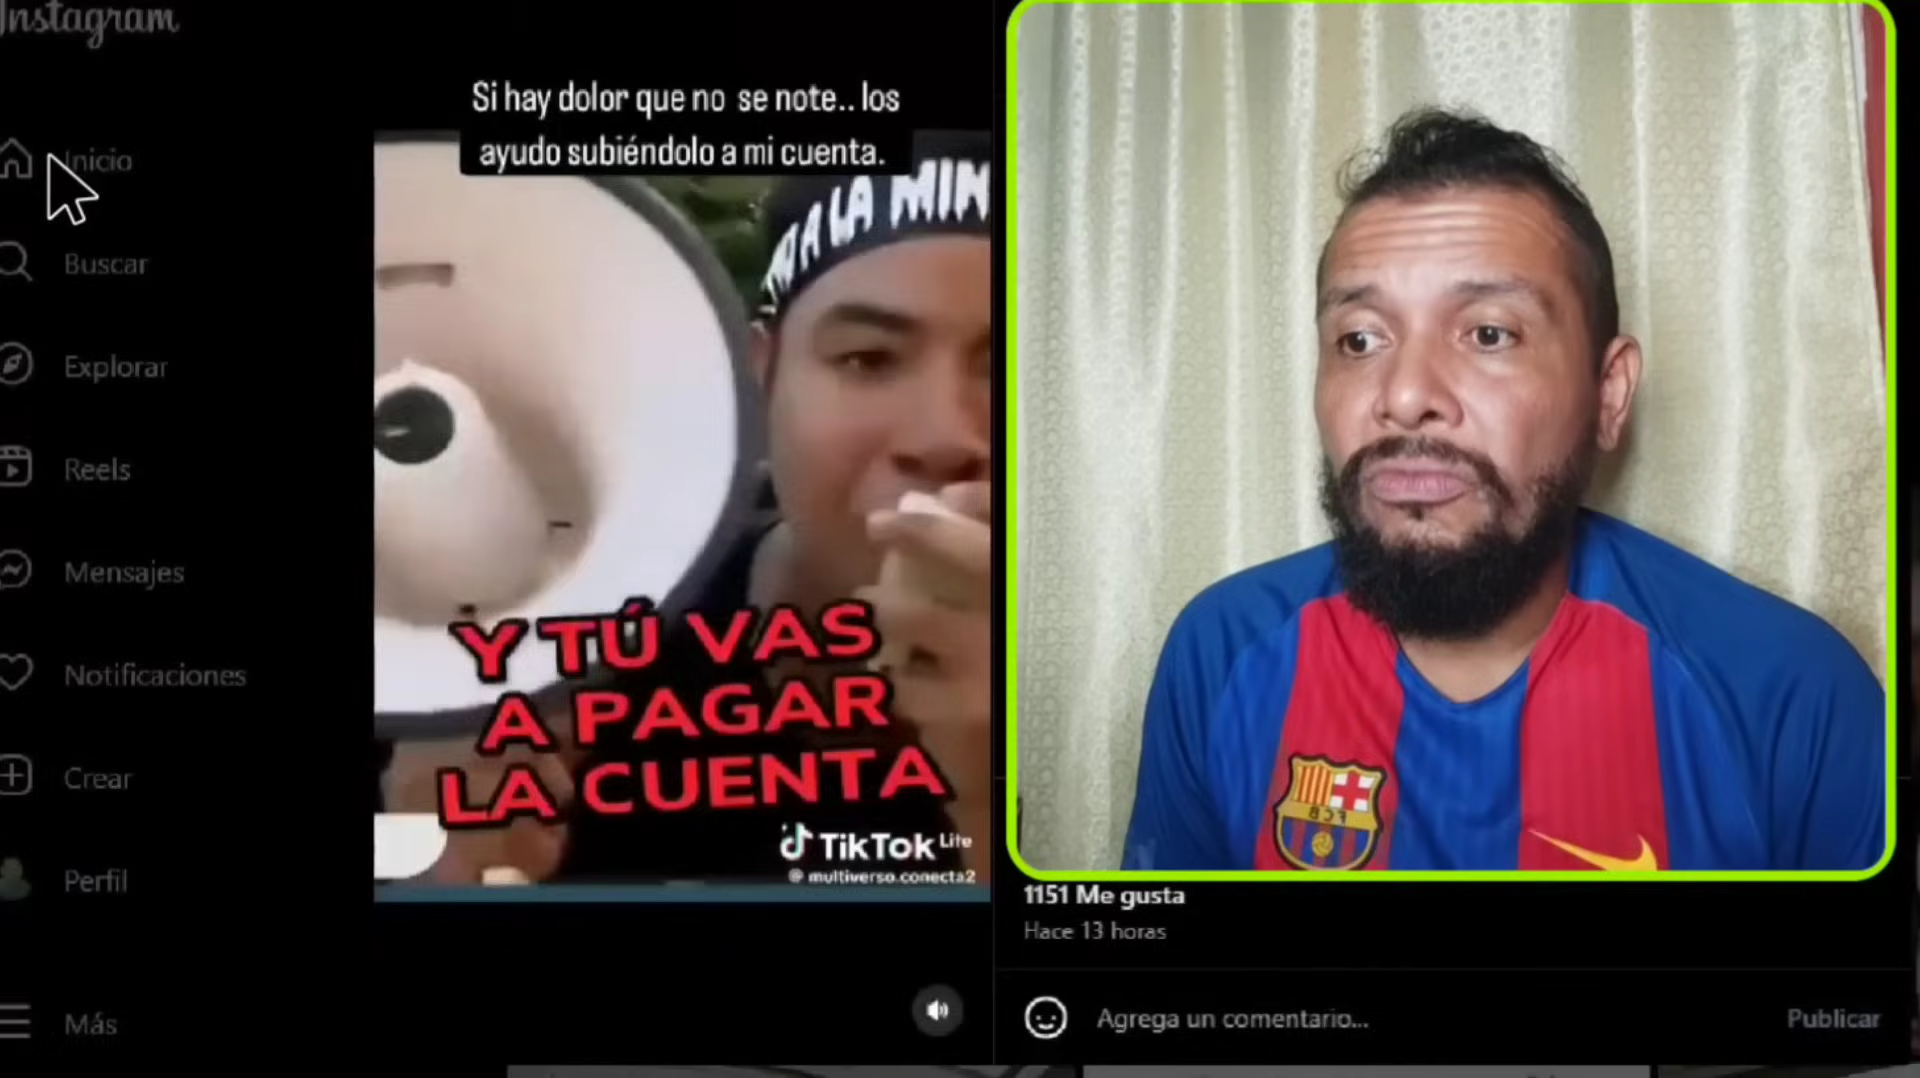 Instagram
Inicio
Buscar
Explorar
Reels
Mensajes
Notificaciones
Crear
Perfil
Más
Si hay dolor que no se note.. los
ayudo subiéndolo a mi cuenta.
A LA MIN
Y TÚ VAS
A PAGAR
LA CUENTA
TikTok Lite
@ multiverso.conecta2
1151 Me gusta
Hace 13 horas
Agrega un comentario...
Publicar